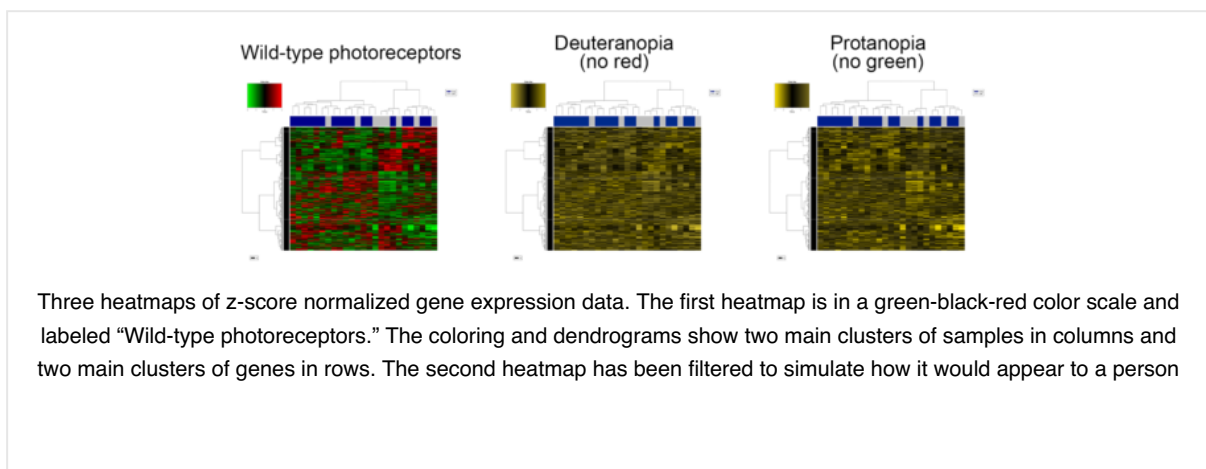 Wild-type photoreceptors
Deuteranopia
(no red)
Protanopia
(no green)
Three heatmaps of z-score normalized gene expression data. The first heatmap is in a green-black-red color scale and
labeled “Wild-type photoreceptors.” The coloring and dendrograms show two main clusters of samples in columns and
two main clusters of genes in rows. The second heatmap has been filtered to simulate how it would appear to a person